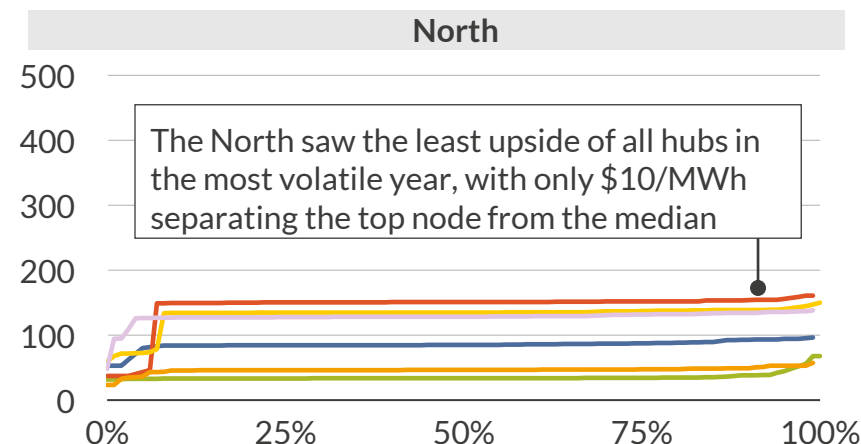 North
500
400
300
200
100
0
The North saw the least upside of all hubs in
the most volatile year, with only $10/MWh
separating the top node from the median
0% 25% 50% 75% 100%